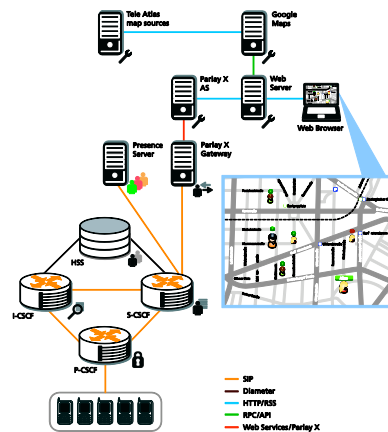 Tele Atlas
map sources
Google
Maps
Parlay X
AS
Web
Server
Web Browser
Presence
Server
Parlay X
Gateway
HSS
I-CSCF
S-CSCF
P-CSCF
SIP
Diameter
HTTP/RSS
RPC/API
Web Services/Parlay X